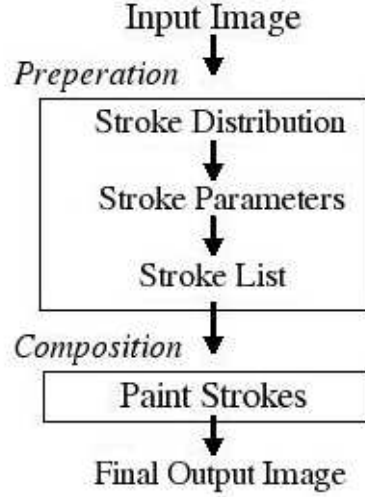 Input Image
Preperation
Stroke Distribution
Stroke Parameters
Stroke List
Composition
Paint Strokes
Final Output Image